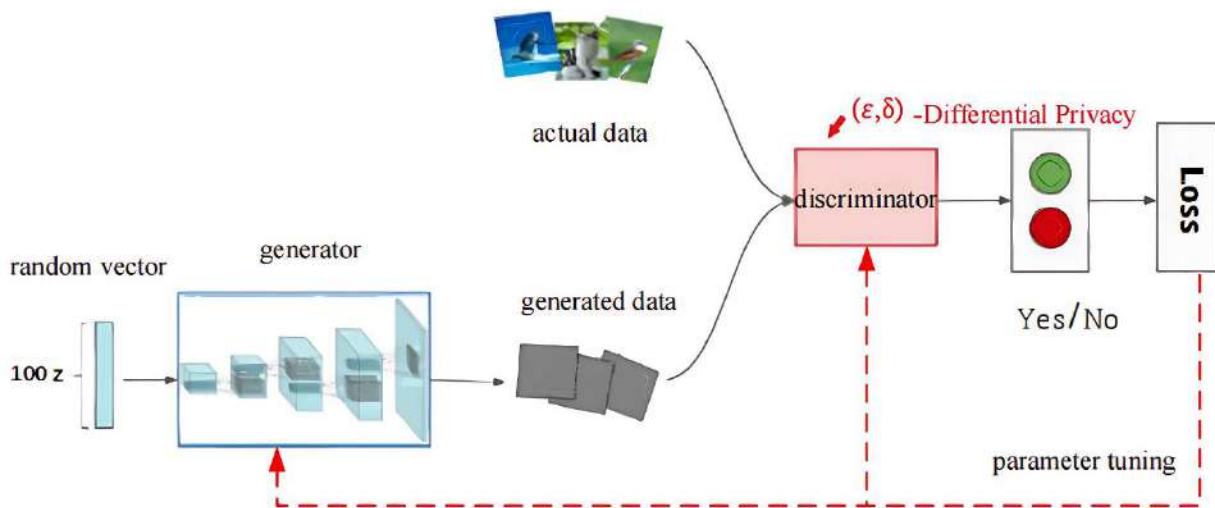 actual data
(ε,δ) -Differential Privacy
discriminator
Loss
generator
random vector
generated data
Yes/No
100 z
parameter tuning